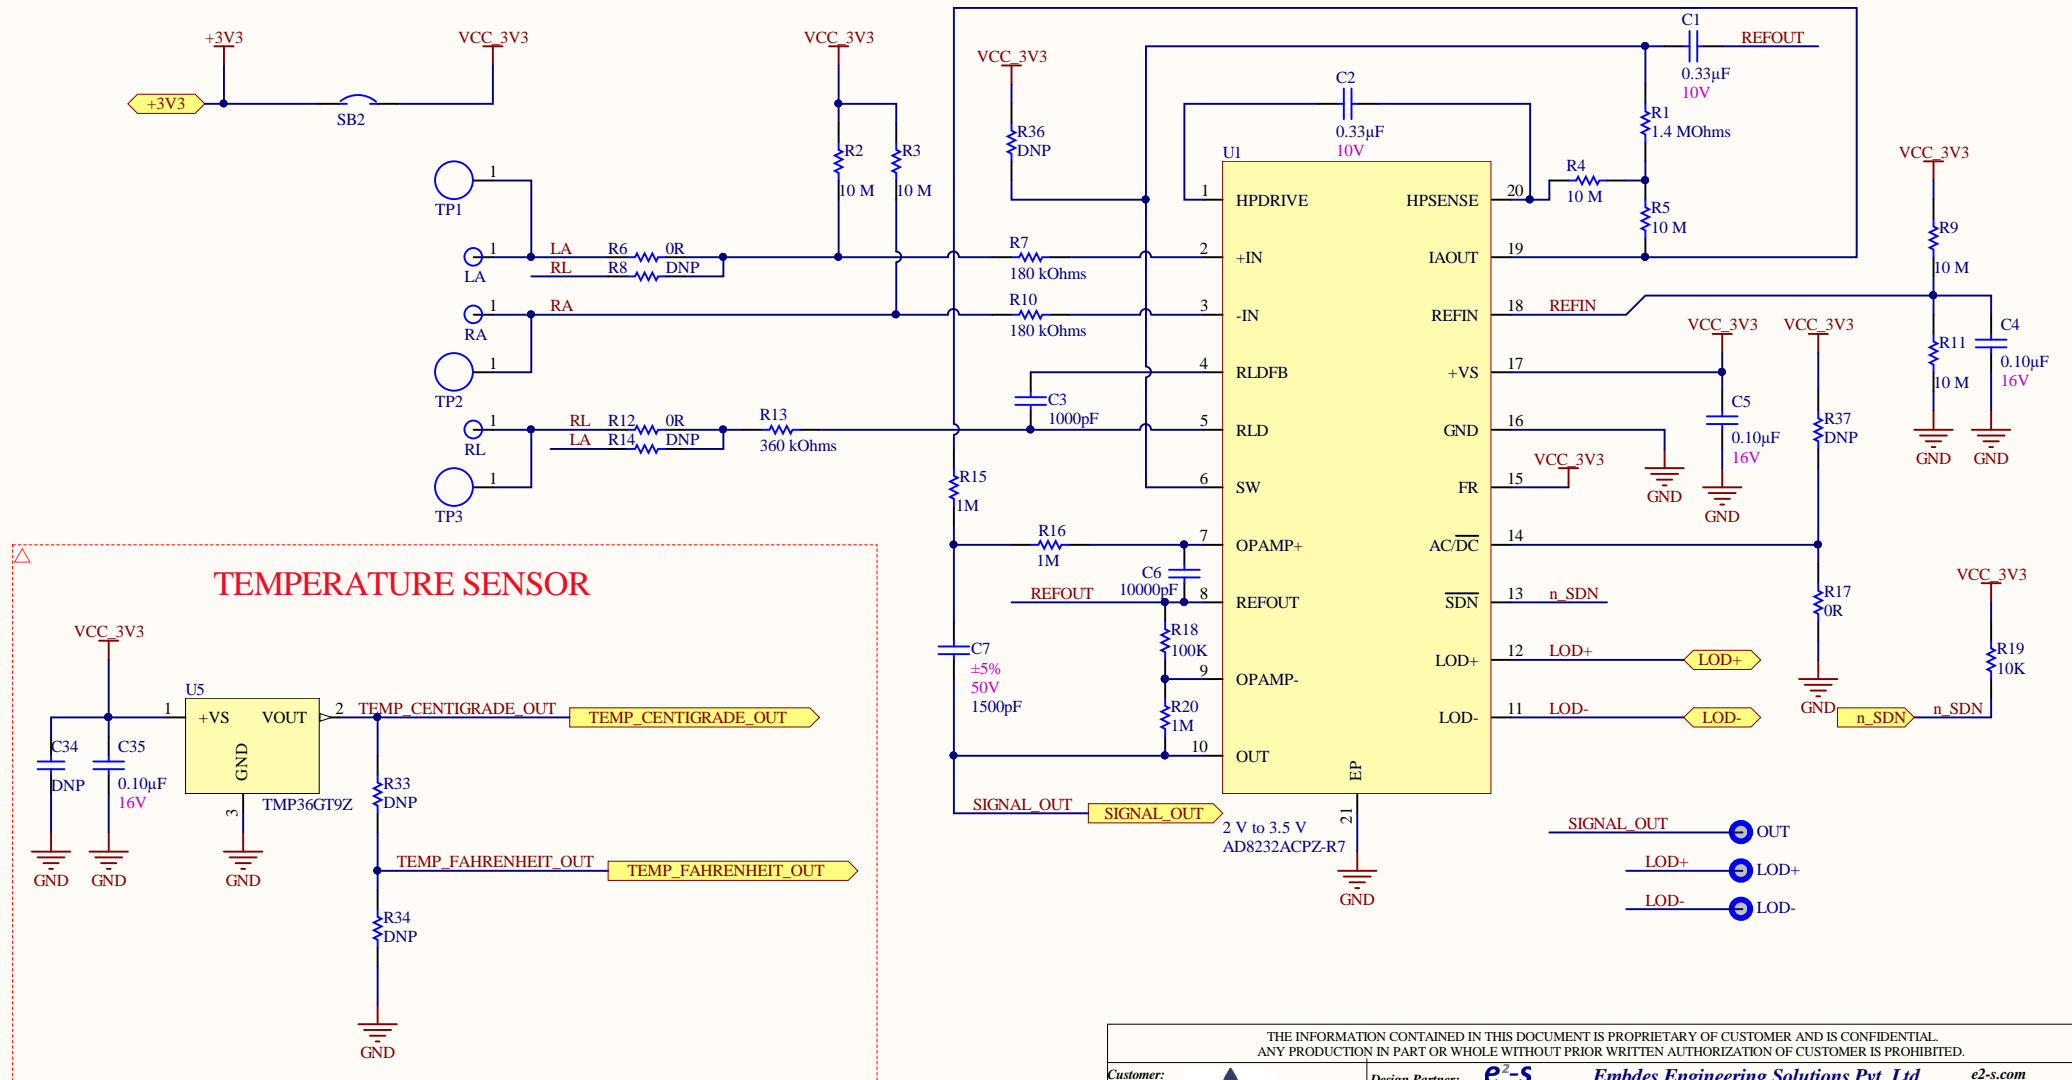 +3V3
VCC_3V3
+3V3
SB2
VCC_3V3
VCC_3V3
C1
REFOUT
0.33µF
10V
C2
0.33µF
10V
R1
1.4 MOhms
R36
DNP
R2
10 M
R3
10 M
1
TP1
1
LA
LA
R6
0R
RL
R8
DNP
R7
180 kOhms
1
RA
RA
R10
180 kOhms
1
TP2
1
RL
RL
R12
0R
LA
R14
DNP
R13
360 kOhms
C3
1000pF
1
TP3
U1
1
HPDRIVE
2
+IN
3
-IN
4
RLDFB
5
RLD
6
SW
7
OPAMP+
8
REFOUT
9
OPAMP-
10
OUT
HPSENSE
20
IAOUT
19
REFIN
18
+VS
17
GND
16
FR
15
AC/DC
14
SDN
13
LOD+
12
LOD-
11
EP
21
GND
2 V to 3.5 V
AD8232ACPZ-R7
R4
10 M
R5
10 M
REFIN
VCC_3V3
R9
10 M
R11
10 M
C4
0.10µF
16V
GND
GND
VCC_3V3
VCC_3V3
C5
0.10µF
16V
GND
GND
VCC_3V3
R37
DNP
R17
0R
GND
n_SDN
VCC_3V3
R19
10K
n_SDN
n_SDN
LOD+
LOD+
LOD-
LOD-
R15
1M
R16
1M
C6
10000pF
REFOUT
R18
100K
R20
1M
C7
±5%
50V
1500pF
SIGNAL_OUT
SIGNAL_OUT
SIGNAL_OUT
OUT
LOD+
LOD+
LOD-
LOD-
TEMPERATURE SENSOR
VCC_3V3
U5
1
+VS
VOUT
2
GND
3
TMP36GT9Z
TEMP_CENTIGRADE_OUT
TEMP_CENTIGRADE_OUT
C34
DNP
C35
0.10µF
16V
GND
GND
GND
R33
DNP
TEMP_FAHRENHEIT_OUT
TEMP_FAHRENHEIT_OUT
R34
DNP
GND
THE INFORMATION CONTAINED IN THIS DOCUMENT IS PROPRIETARY OF CUSTOMER AND IS CONFIDENTIAL.
ANY PRODUCTION IN PART OR WHOLE WITHOUT PRIOR WRITTEN AUTHORIZATION OF CUSTOMER IS PROHIBITED.
Customer:
Design Partner:
e2-s
Embdes Engineering Solutions Pvt. Ltd
e2-s.com